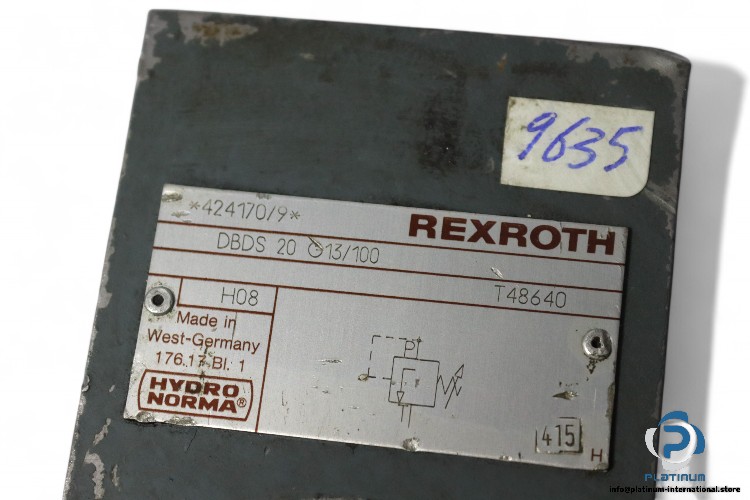 9635
*424170/9*
REXROTH
DBDS 20 G13/100
H08
T48640
Made in
West-Germany
176.17 Bl. 1
HYDRO
NORMA®
P
415
H
PLATINUM
info@platinum-international.store